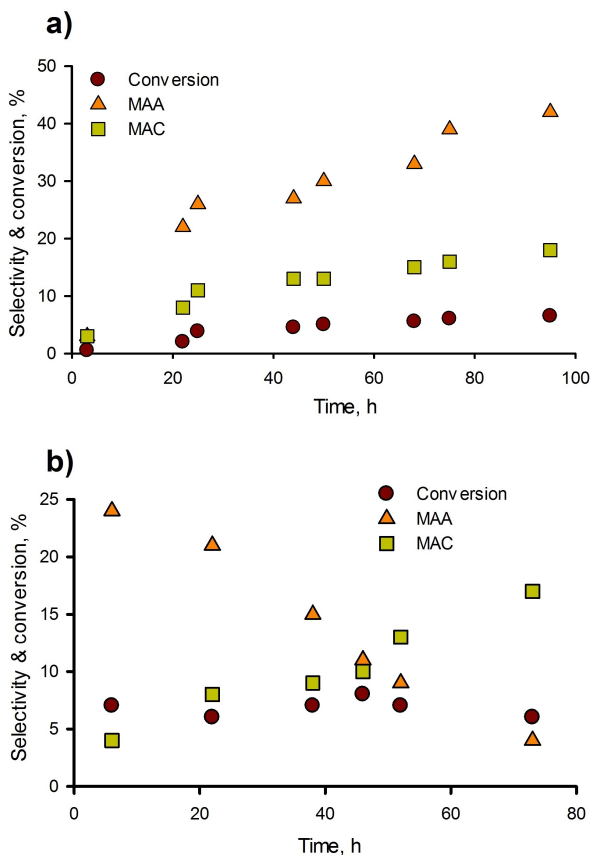 a)
50
40
30
20
10
0
Selectivity & conversion, %
Conversion
MAA
MAC
0 20 40 60 80 100
Time, h
b)
25
20
15
10
5
0
Selectivity & conversion, %
Conversion
MAA
MAC
0 20 40 60 80
Time, h